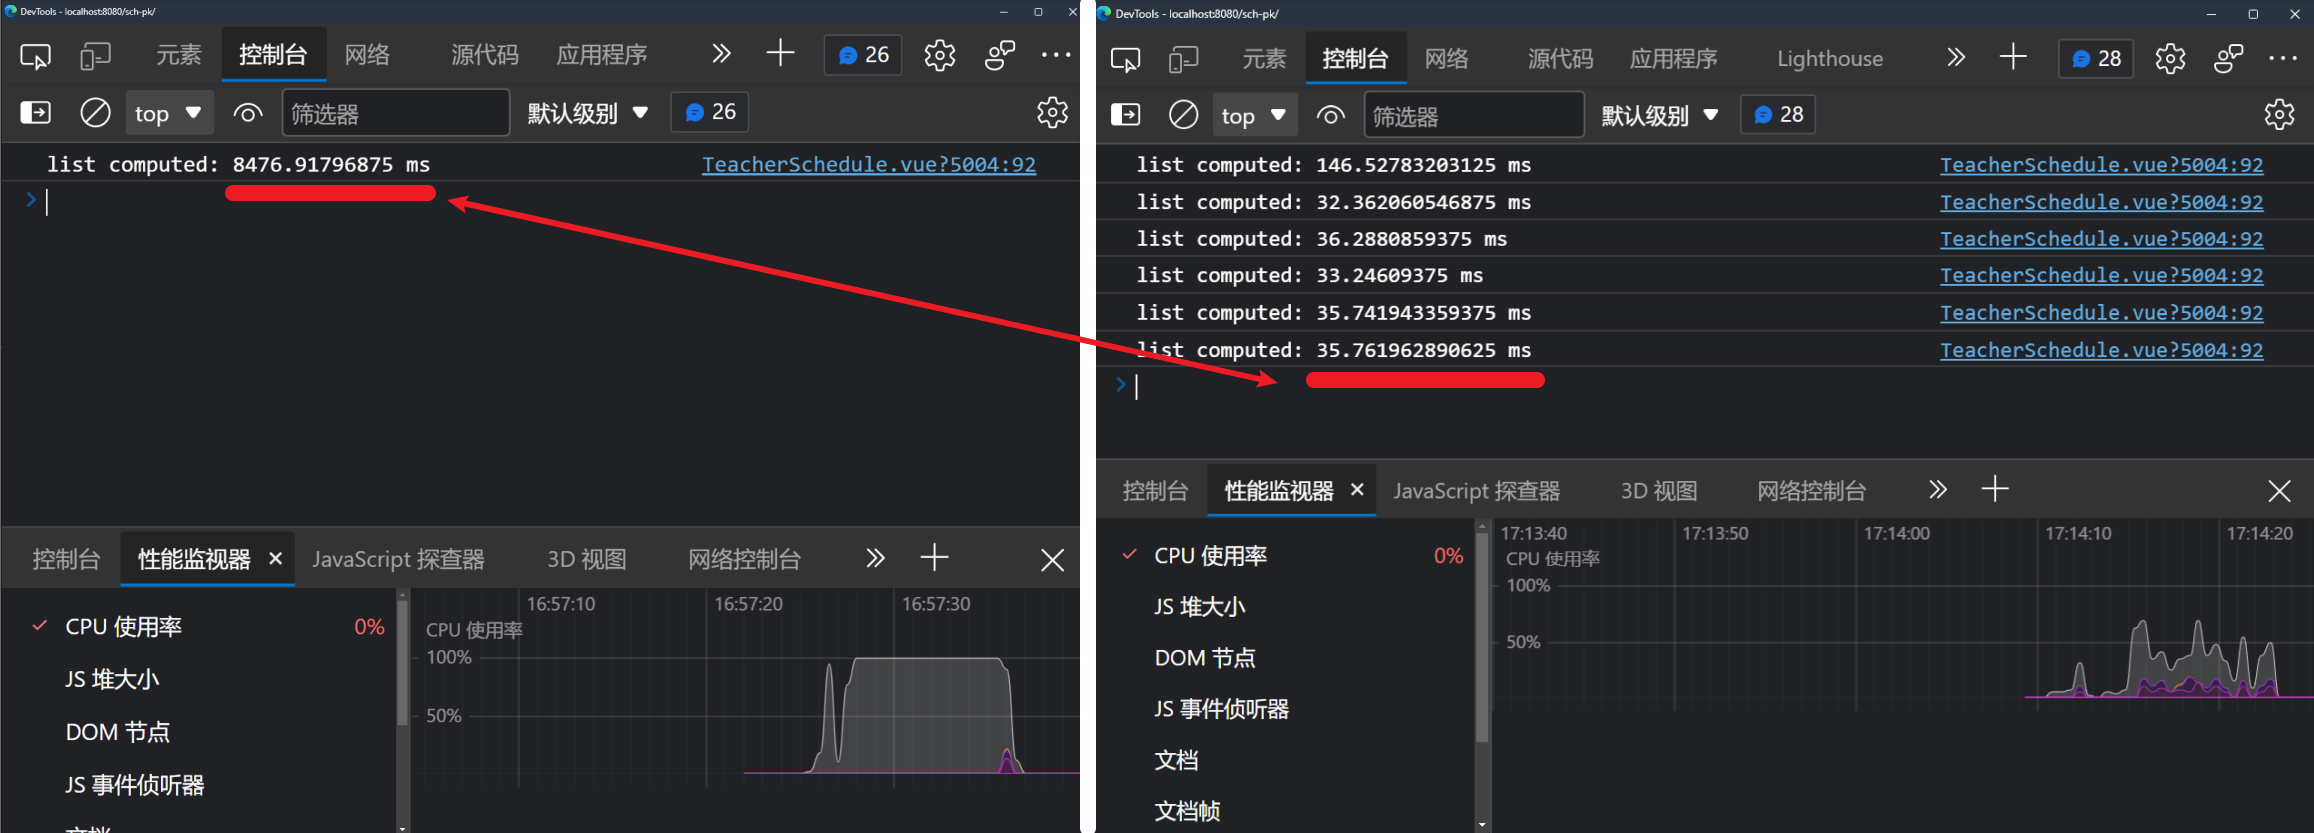 DevTools - localhost:8080/sch-pk/
元素
控制台
网络
源代码
应用程序
26
top
筛选器
默认级别
26
list computed: 8476.91796875 ms
TeacherSchedule.vue?5004:92
控制台
性能监视器
JavaScript 探查器
3D 视图
网络控制台
CPU 使用率
0%
JS 堆大小
DOM 节点
JS 事件侦听器
16:57:10
16:57:20
16:57:30
CPU 使用率
100%
50%
DevTools - localhost:8080/sch-pk/
元素
控制台
网络
源代码
应用程序
Lighthouse
28
top
筛选器
默认级别
28
list computed: 146.52783203125 ms
TeacherSchedule.vue?5004:92
list computed: 32.362060546875 ms
TeacherSchedule.vue?5004:92
list computed: 36.2880859375 ms
TeacherSchedule.vue?5004:92
list computed: 33.24609375 ms
TeacherSchedule.vue?5004:92
list computed: 35.741943359375 ms
TeacherSchedule.vue?5004:92
list computed: 35.761962890625 ms
TeacherSchedule.vue?5004:92
控制台
性能监视器
JavaScript 探查器
3D 视图
网络控制台
CPU 使用率
0%
JS 堆大小
DOM 节点
JS 事件侦听器
文档
文档帧
17:13:40
17:13:50
17:14:00
17:14:10
17:14:20
CPU 使用率
100%
50%